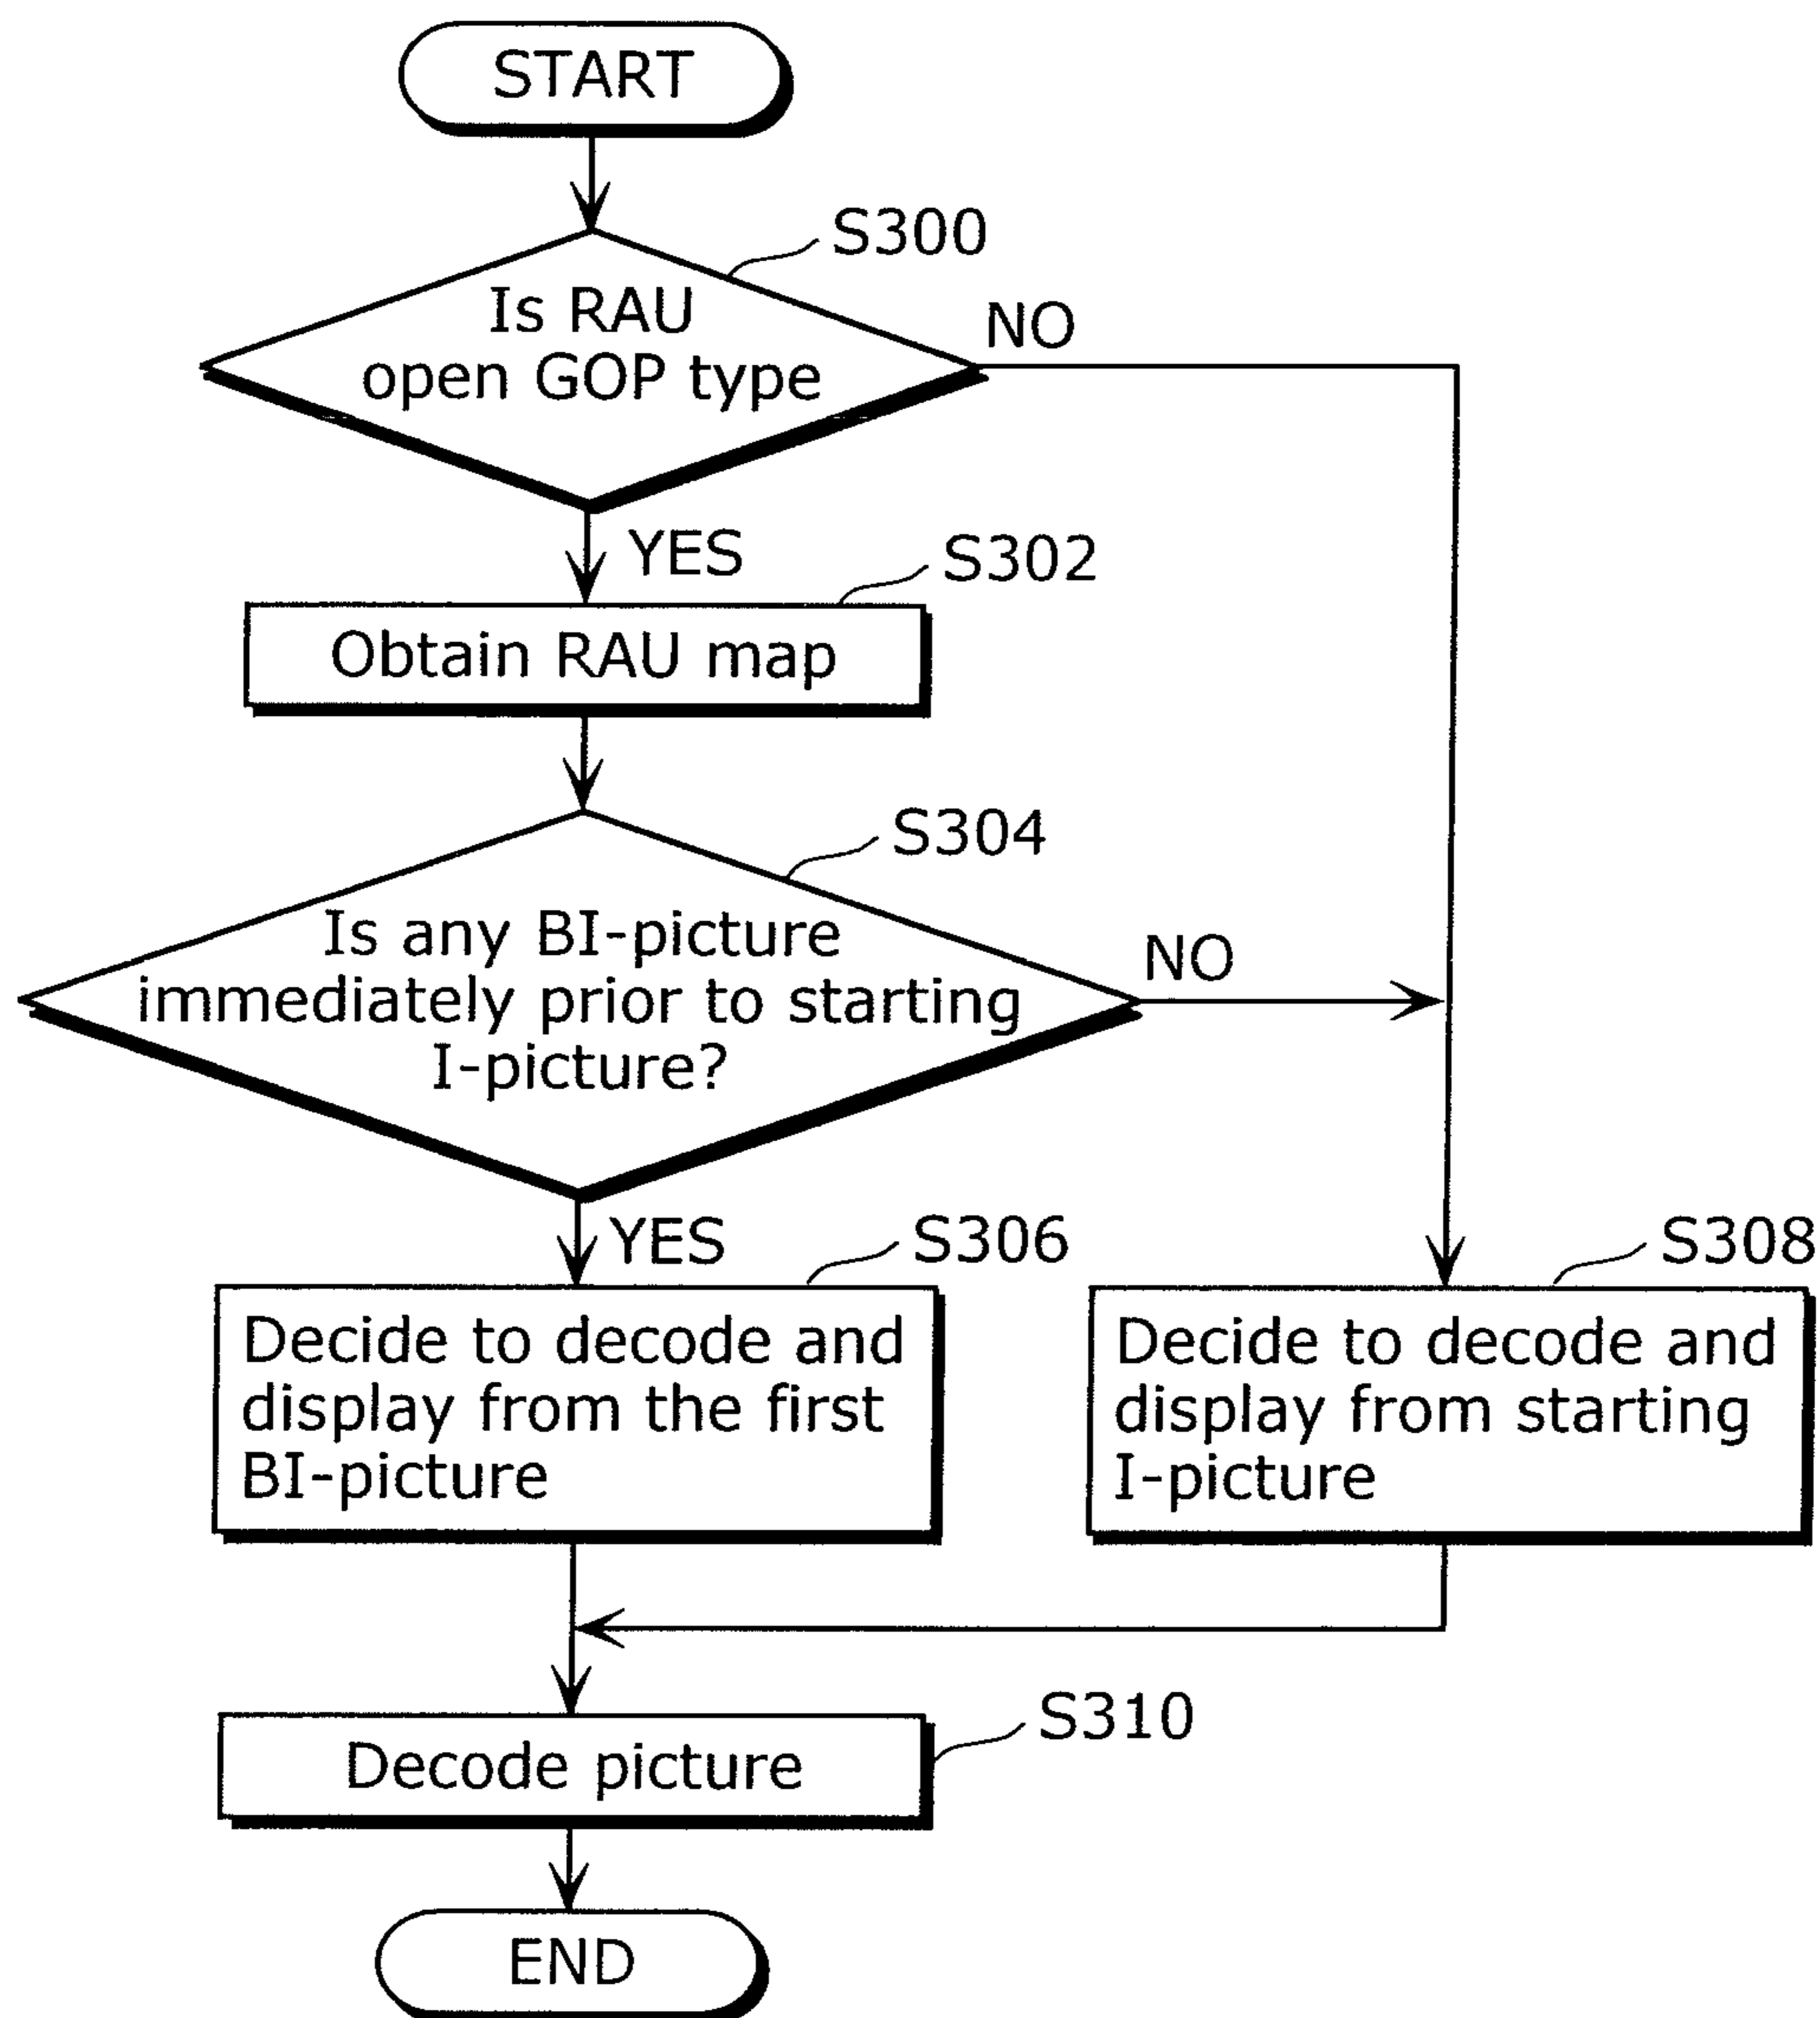 START
S300
Is RAU
open GOP type
NO
YES
S302
Obtain RAU map
S304
Is any BI-picture
immediately prior to starting
I-picture?
NO
YES
S306
Decide to decode and
display from the first
BI-picture
S308
Decide to decode and
display from starting
I-picture
S310
Decode picture
END